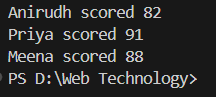 Anirudh scored 82
Priya scored 91
Meena scored 88
PS D:\Web Technology>